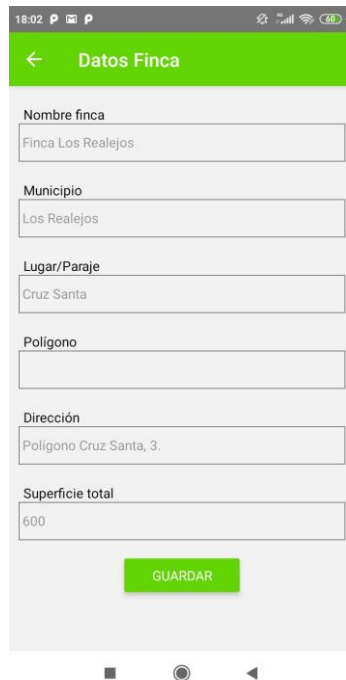 18:02
60
Datos Finca
Nombre finca
Finca Los Realejos
Municipio
Los Realejos
Lugar/Paraje
Cruz Santa
Polígono
Dirección
Polígono Cruz Santa, 3.
Superficie total
600
GUARDAR